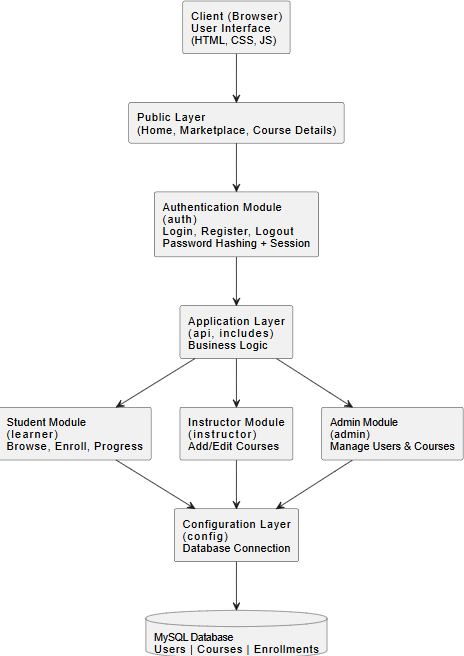 Client (Browser)
User Interface
(HTML, CSS, JS)
Public Layer
(Home, Marketplace, Course Details)
Authentication Module
(auth)
Login, Register, Logout
Password Hashing + Session
Application Layer
(api, includes)
Business Logic
Student Module
(learner)
Browse, Enroll, Progress
Instructor Module
(instructor)
Add/Edit Courses
Admin Module
(admin)
Manage Users & Courses
Configuration Layer
(config)
Database Connection
MySQL Database
Users | Courses | Enrollments